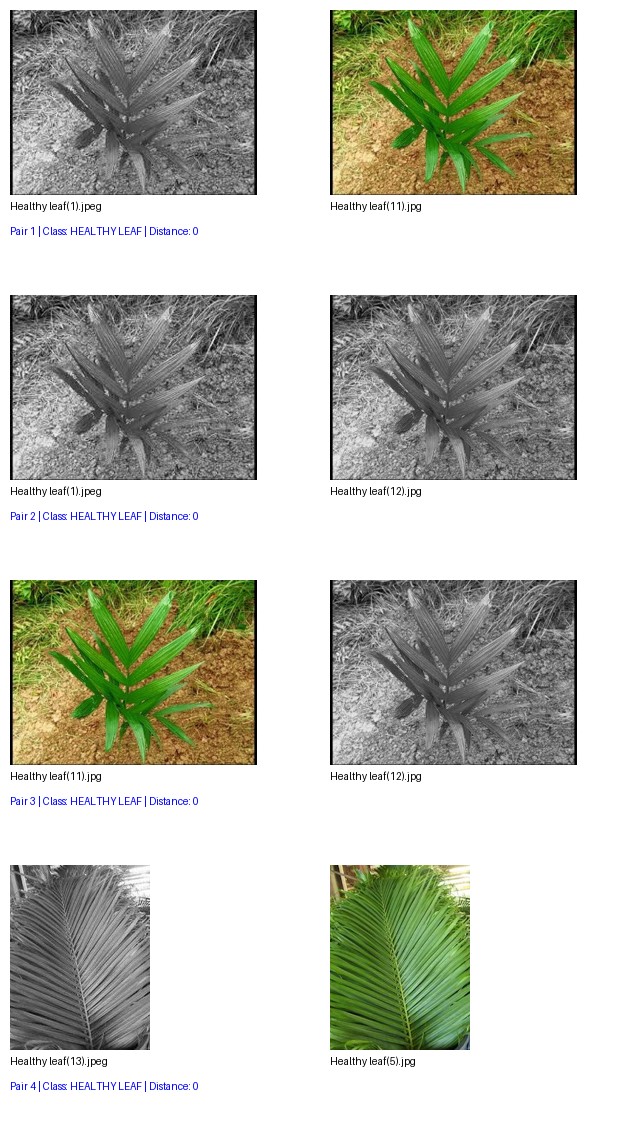 Healthy leaf(1).jpeg Healthy leaf(11).jpg
Pair 1 | Class: HEALTHY LEAF | Distance: 0
Healthy leaf(1).jpeg Healthy leaf(12).jpg
Pair 2 | Class: HEALTHY LEAF | Distance: 0
Healthy leaf(11).jpg Healthy leaf(12).jpg
Pair 3 | Class: HEALTHY LEAF | Distance: 0
Healthy leaf(13).jpeg Healthy leaf(5).jpg
Pair 4 | Class: HEALTHY LEAF | Distance: 0